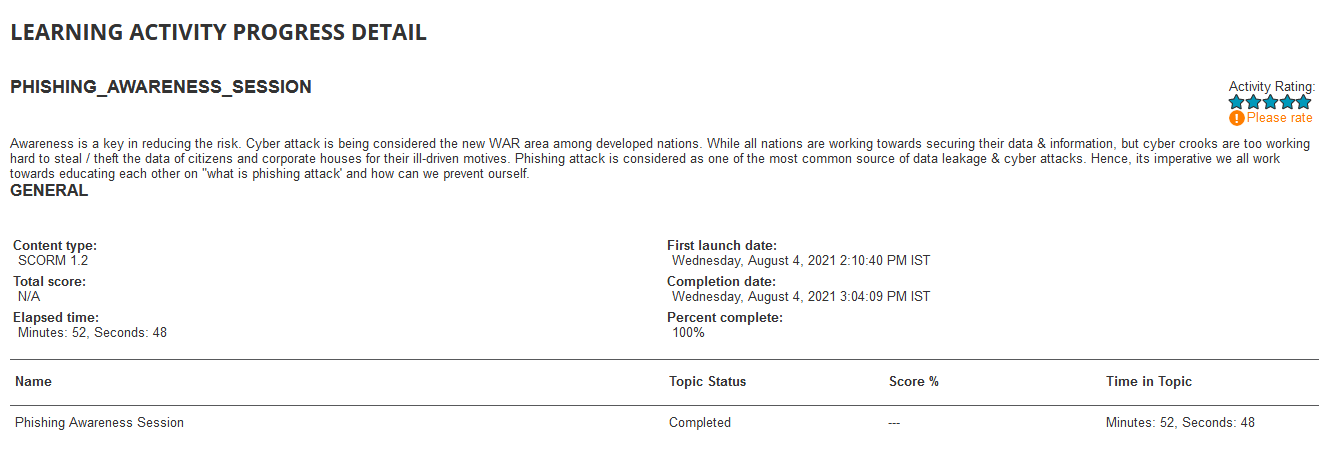 LEARNING ACTIVITY PROGRESS DETAIL
PHISHING_AWARENESS_SESSION
Activity Rating:
! Please rate
Awareness is a key in reducing the risk. Cyber attack is being considered the new WAR area among developed nations. While all nations are working towards securing their data & information, but cyber crooks are too working
hard to steal / theft the data of citizens and corporate houses for their ill-driven motives. Phishing attack is considered as one of the most common source of data leakage & cyber attacks. Hence, its imperative we all work
towards educating each other on "what is phishing attack' and how can we prevent ourself.
GENERAL
Content type:
SCORM 1.2
Total score:
N/A
Elapsed time:
Minutes: 52, Seconds: 48
First launch date:
Wednesday, August 4, 2021 2:10:40 PM IST
Completion date:
Wednesday, August 4, 2021 3:04:09 PM IST
Percent complete:
100%
Name Topic Status Score % Time in Topic
Phishing Awareness Session Completed --- Minutes: 52, Seconds: 48